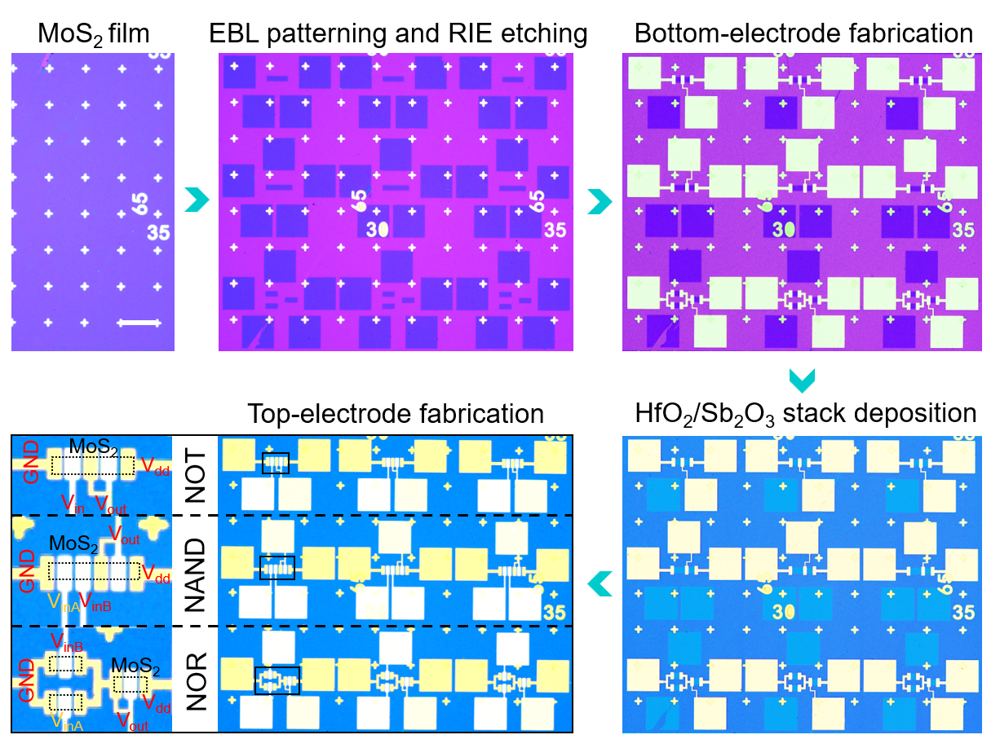 MoS2 film
EBL patterning and RIE etching
Bottom-electrode fabrication
65
35
65
30
65
35
65
30
65
35
Top-electrode fabrication
HfO2/Sb2O3 stack deposition
GND
MoS2
Vdd
Vin
Vout
NOT
Vout
MoS2
GND
Vdd
VinA
VinB
NAND
VinB
MoS2
GND
Vdd
VinA
Vout
NOR
35
65
30
65
35